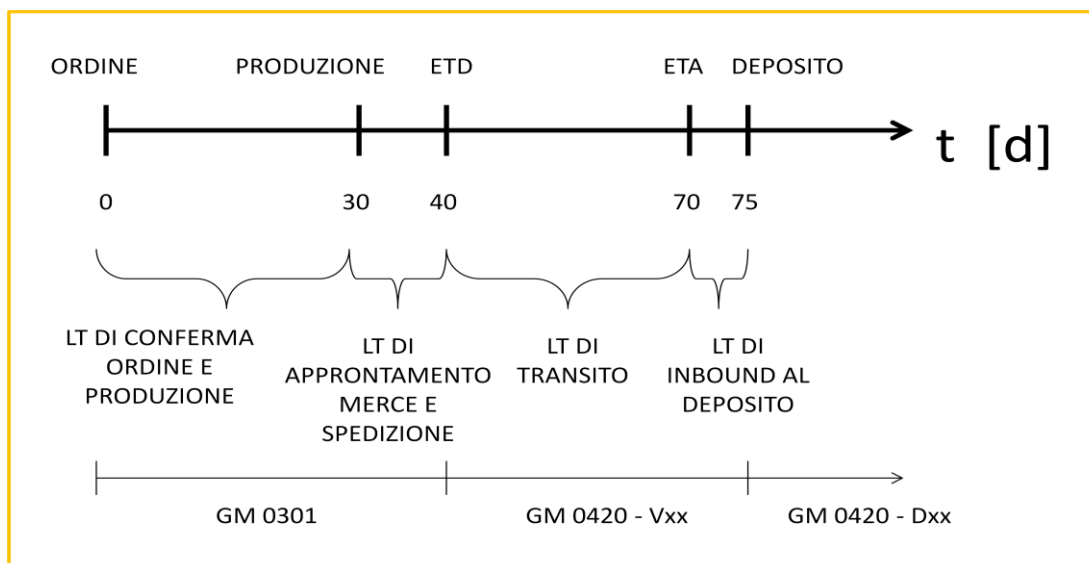 ORDINE PRODUZIONE ETD ETA DEPOSITO
t [d]
0 30 40 70 75
LT DI CONFERMA
ORDINE E
PRODUZIONE
LT DI
APPRONTAMENTO
MERCE E
SPEDIZIONE
LT DI
TRANSITO
LT DI
INBOUND AL
DEPOSITO
GM 0301 GM 0420 - Vxx GM 0420 - Dxx